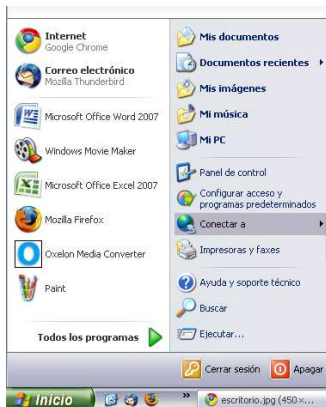 Internet
Google Chrome
Correo electrónico
Mozilla Thunderbird
Microsoft Office Word 2007
Windows Movie Maker
Microsoft Office Excel 2007
Mozilla Firefox
Oxelon Media Converter
Paint
Todos los programas
Mis documentos
Documentos recientes
Mis imágenes
Mi música
Mi PC
Panel de control
Configurar acceso y
programas predeterminados
Conectar a
Impresoras y faxes
Ayuda y soporte técnico
Buscar
Ejecutar...
Cerrar sesión
Apagar
Inicio
»
escritorio.jpg (450×...